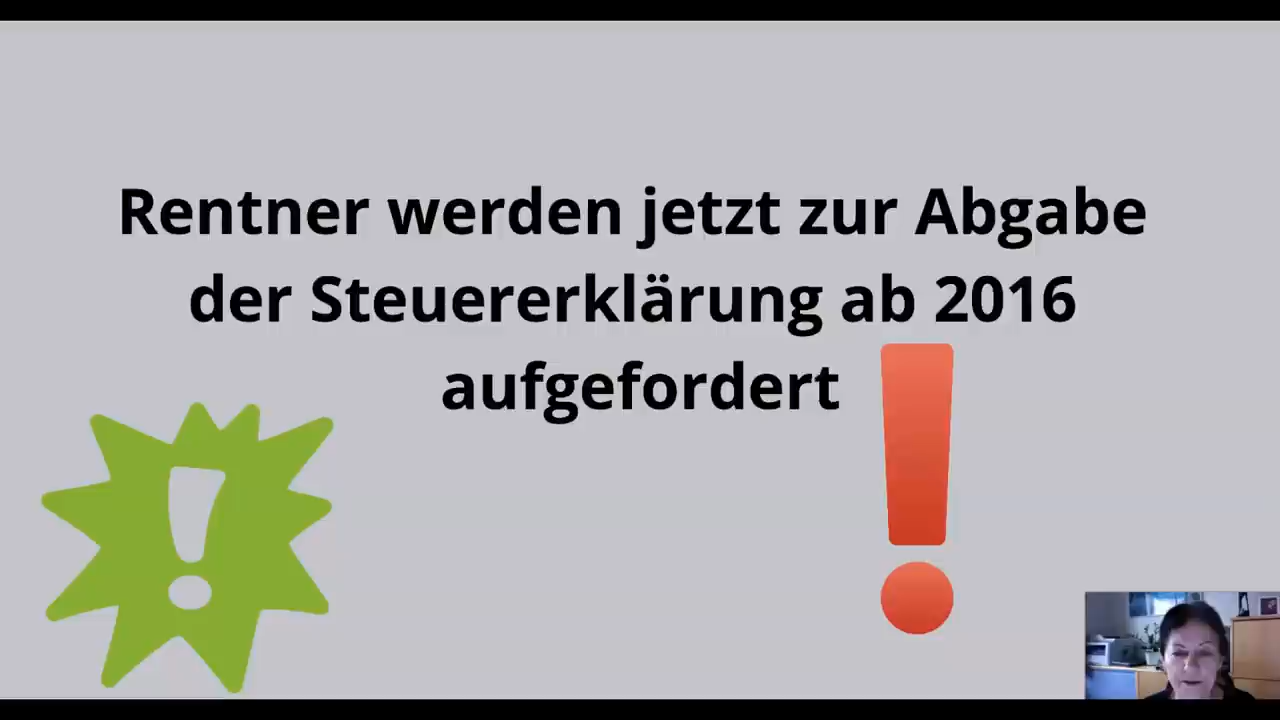 Rentner werden jetzt zur Abgabe
der Steuererklärung ab 2016
aufgefordert